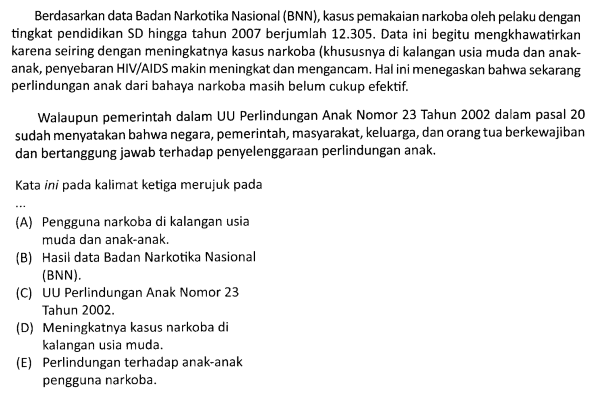 Berdasarkan data Badan Narkotika Nasional (BNN), kasus pemakaian narkoba oleh pelaku dengan
tingkat pendidikan SD hingga tahun 2007 berjumlah 12.305. Data ini begitu mengkhawatirkan
karena seiring dengan meningkatnya kasus narkoba (khususnya di kalangan usia muda dan anak-
anak, penyebaran HIV/AIDS makin meningkat dan mengancam. Hal ini menegaskan bahwa sekarang
perlindungan anak dari bahaya narkoba masih belum cukup efektif.
Walaupun pemerintah dalam UU Perlindungan Anak Nomor 23 Tahun 2002 dalam pasal 20
sudah menyatakan bahwa negara, pemerintah, masyarakat, keluarga, dan orang tua berkewajiban
dan bertanggung jawab terhadap penyelenggaraan perlindungan anak.
Kata ini pada kalimat ketiga merujuk pada
...
(A) Pengguna narkoba di kalangan usia
muda dan anak-anak.
(B) Hasil data Badan Narkotika Nasional
(BNN).
(C) UU Perlindungan Anak Nomor 23
Tahun 2002.
(D) Meningkatnya kasus narkoba di
kalangan usia muda.
(E) Perlindungan terhadap anak-anak
pengguna narkoba.